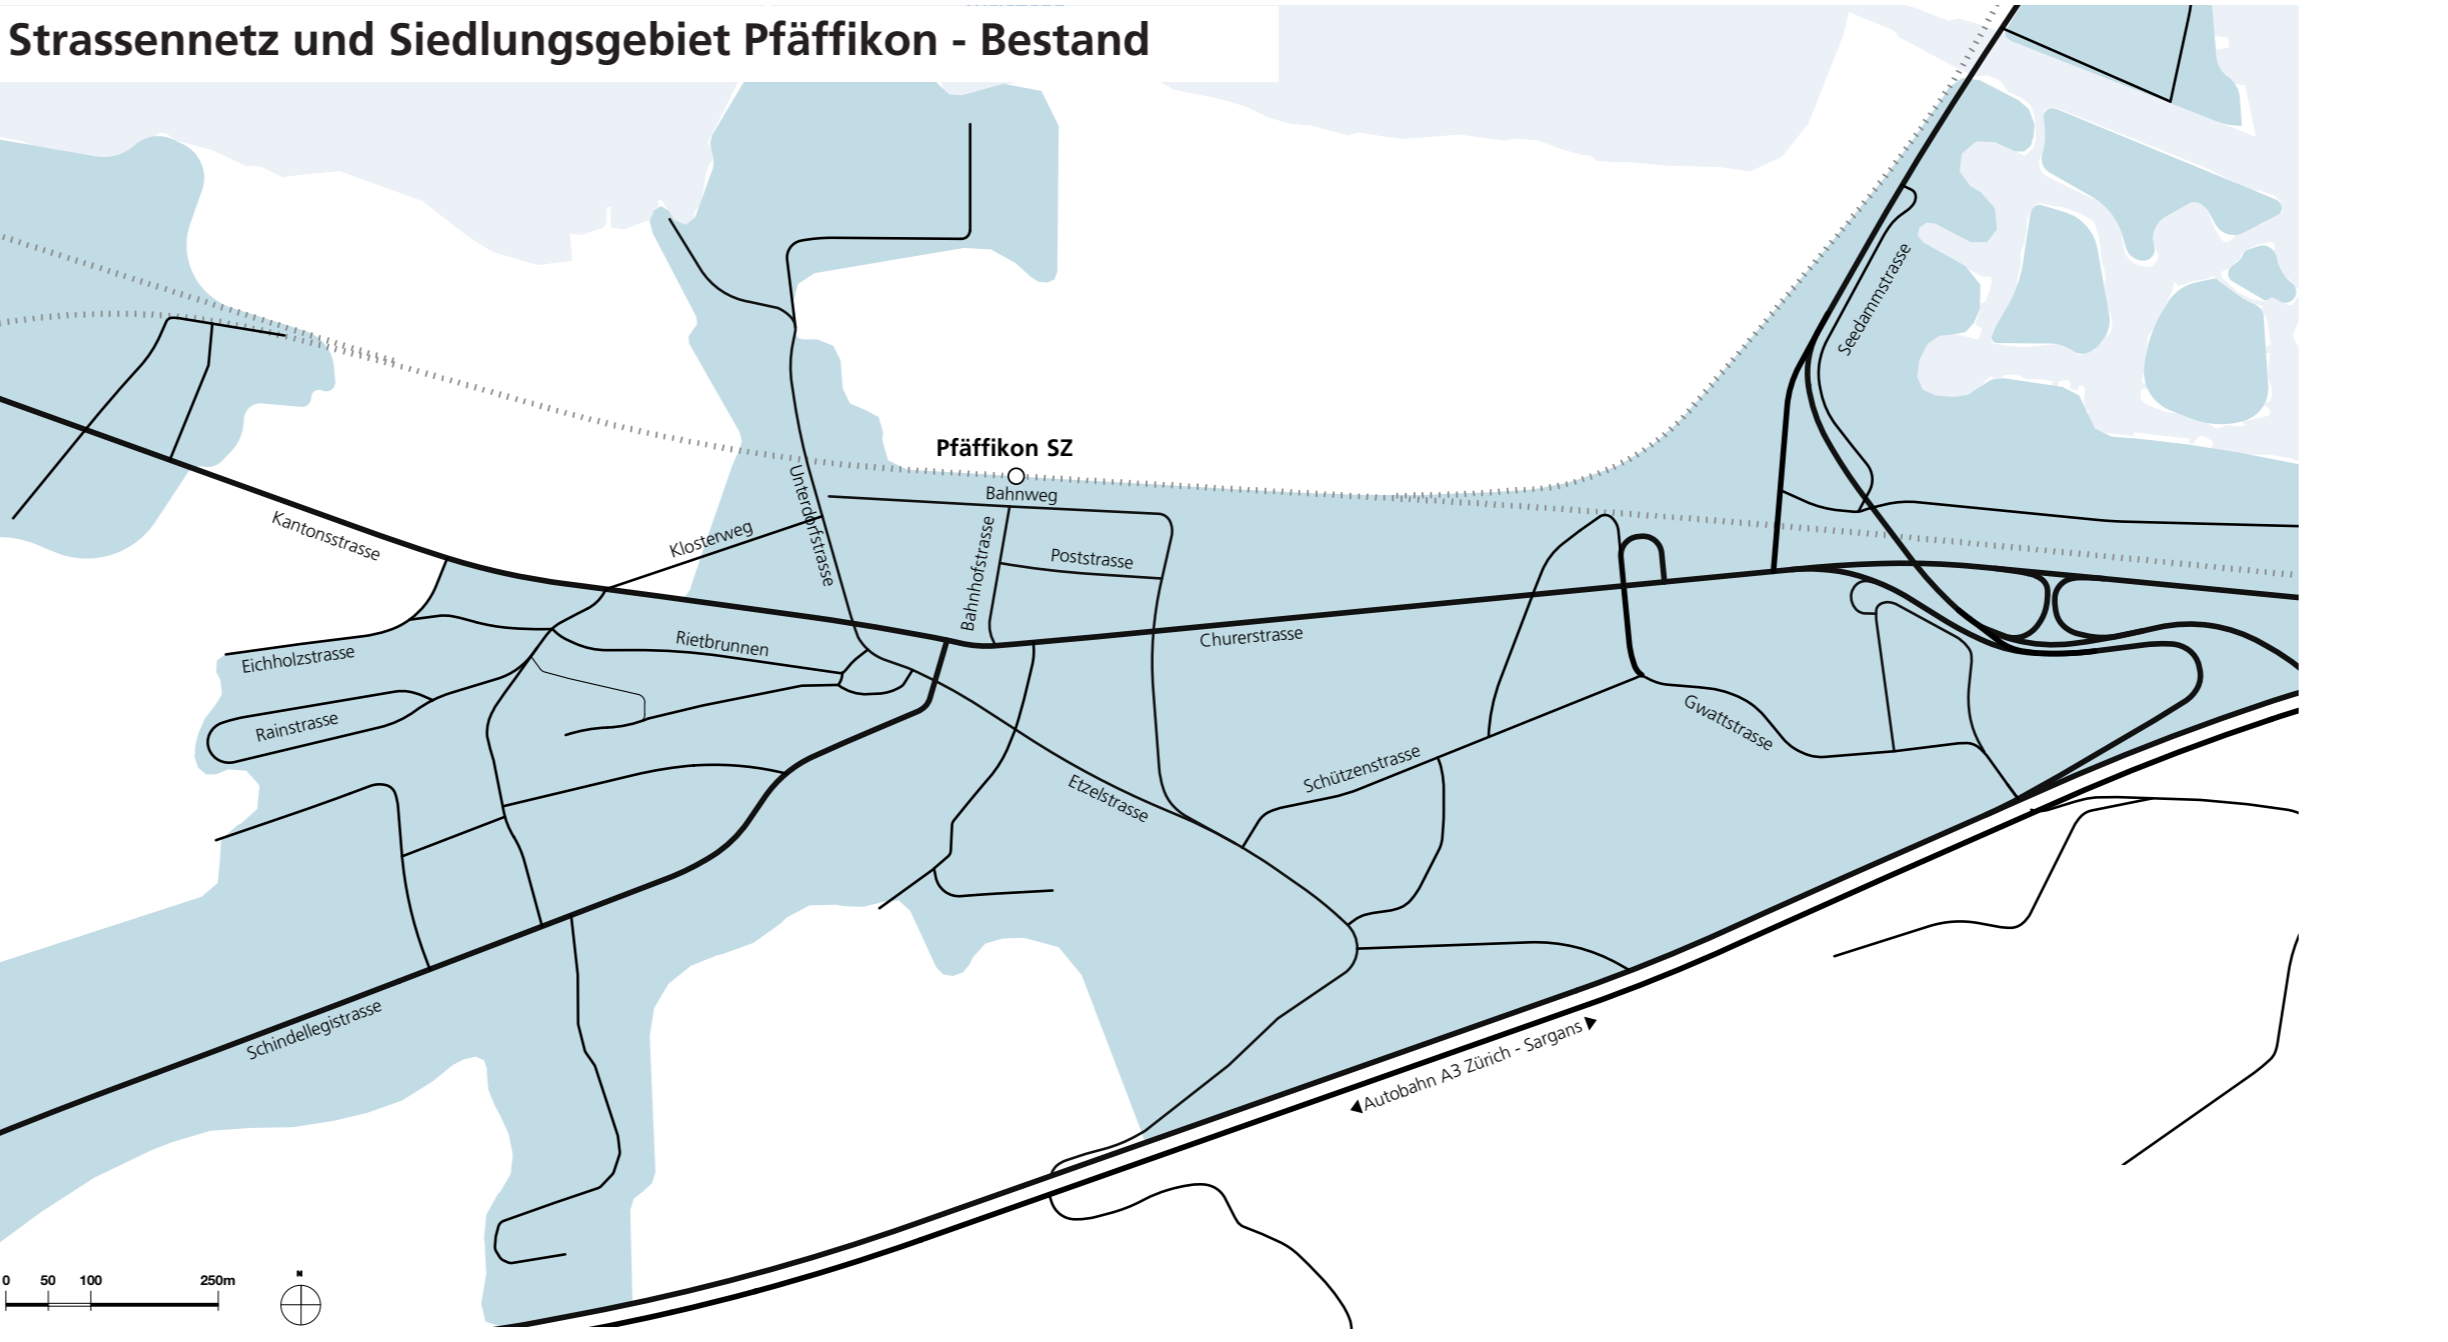 Strassennetz und Siedlungsgebiet Pfäffikon - Bestand
Seedammstrasse
Pfäffikon SZ
Bahnweg
Unterdorfstrasse
Kantonsstrasse
Klosterweg
Bahnhofstrasse
Poststrasse
Churerstrasse
Rietbrunnen
Eichholzstrasse
Rainstrasse
Gwattstrasse
Schützenstrasse
Etzelstrasse
Schindellegistrasse
Autobahn A3 Zürich - Sargans
0 50 100 250m
N